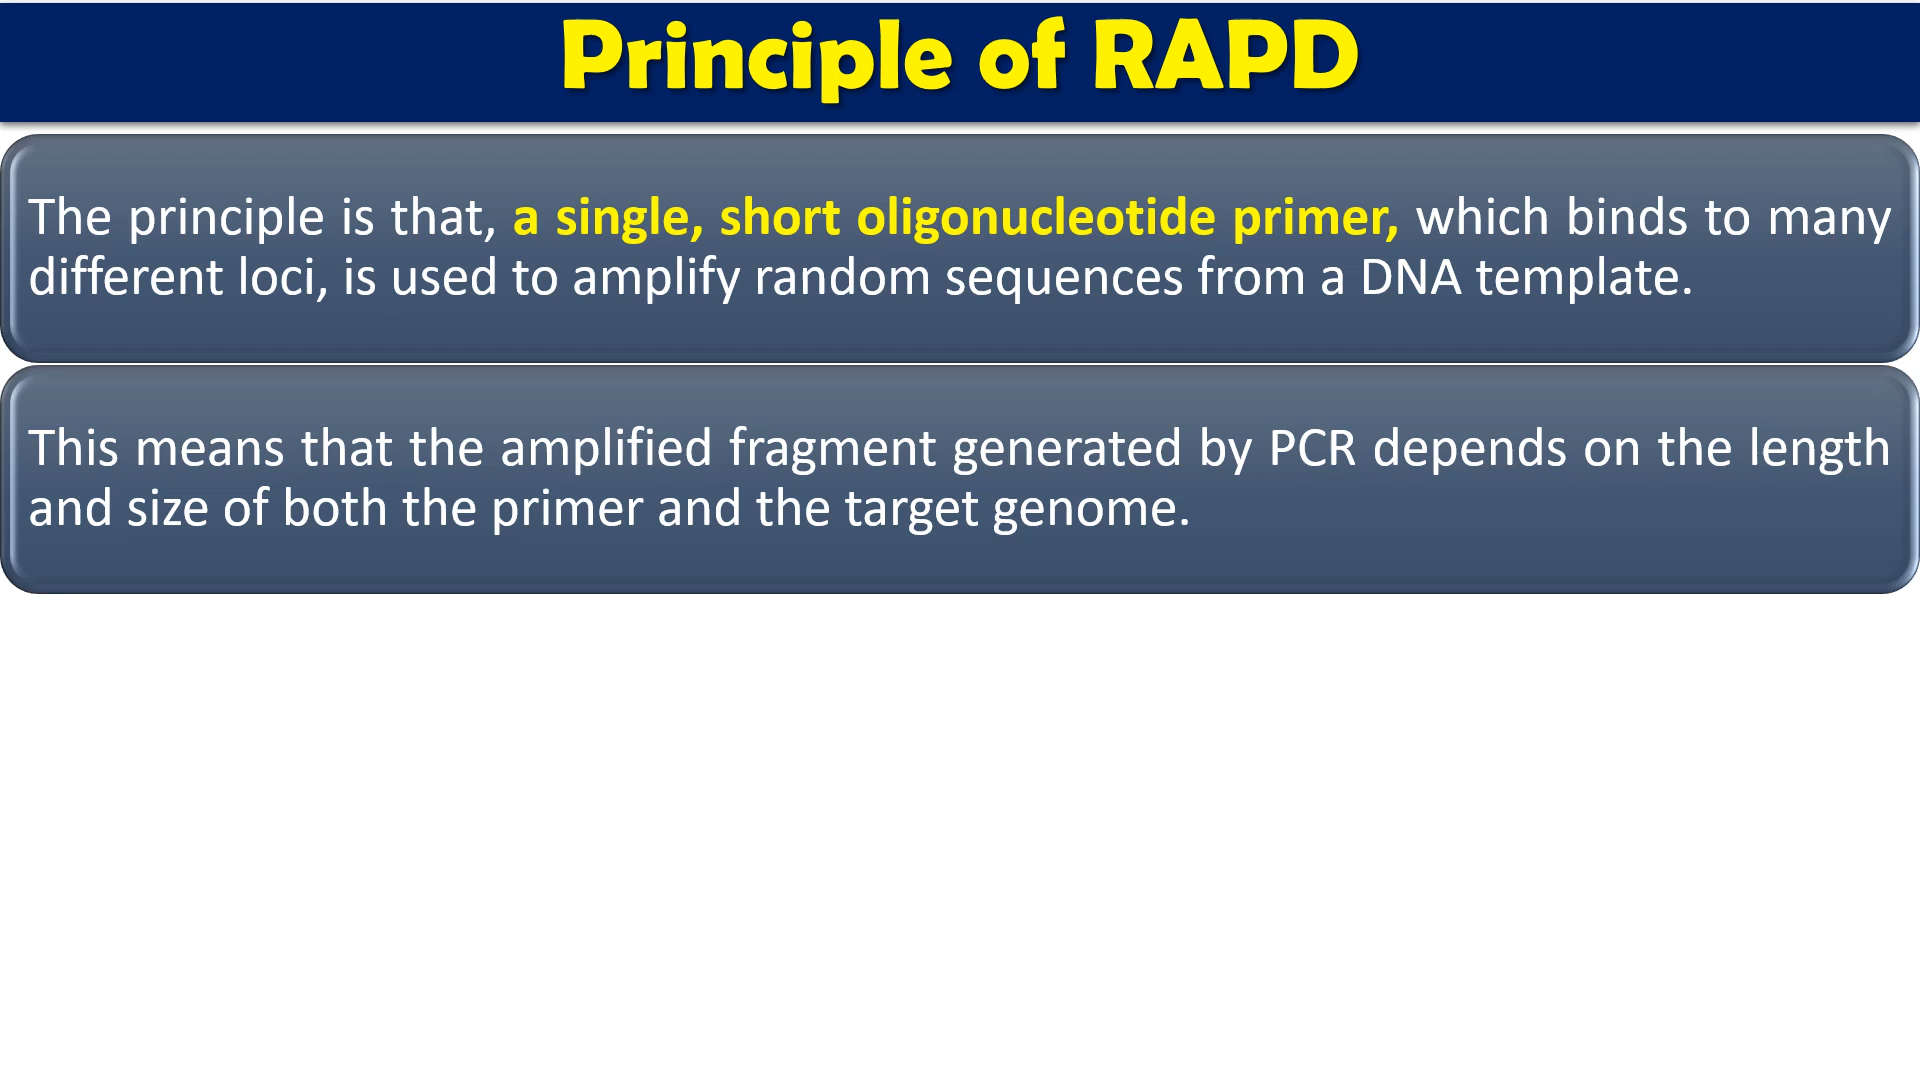 Principle of RAPD
The principle is that, a single, short oligonucleotide primer, which binds to many
different loci, is used to amplify random sequences from a DNA template.
This means that the amplified fragment generated by PCR depends on the length
and size of both the primer and the target genome.